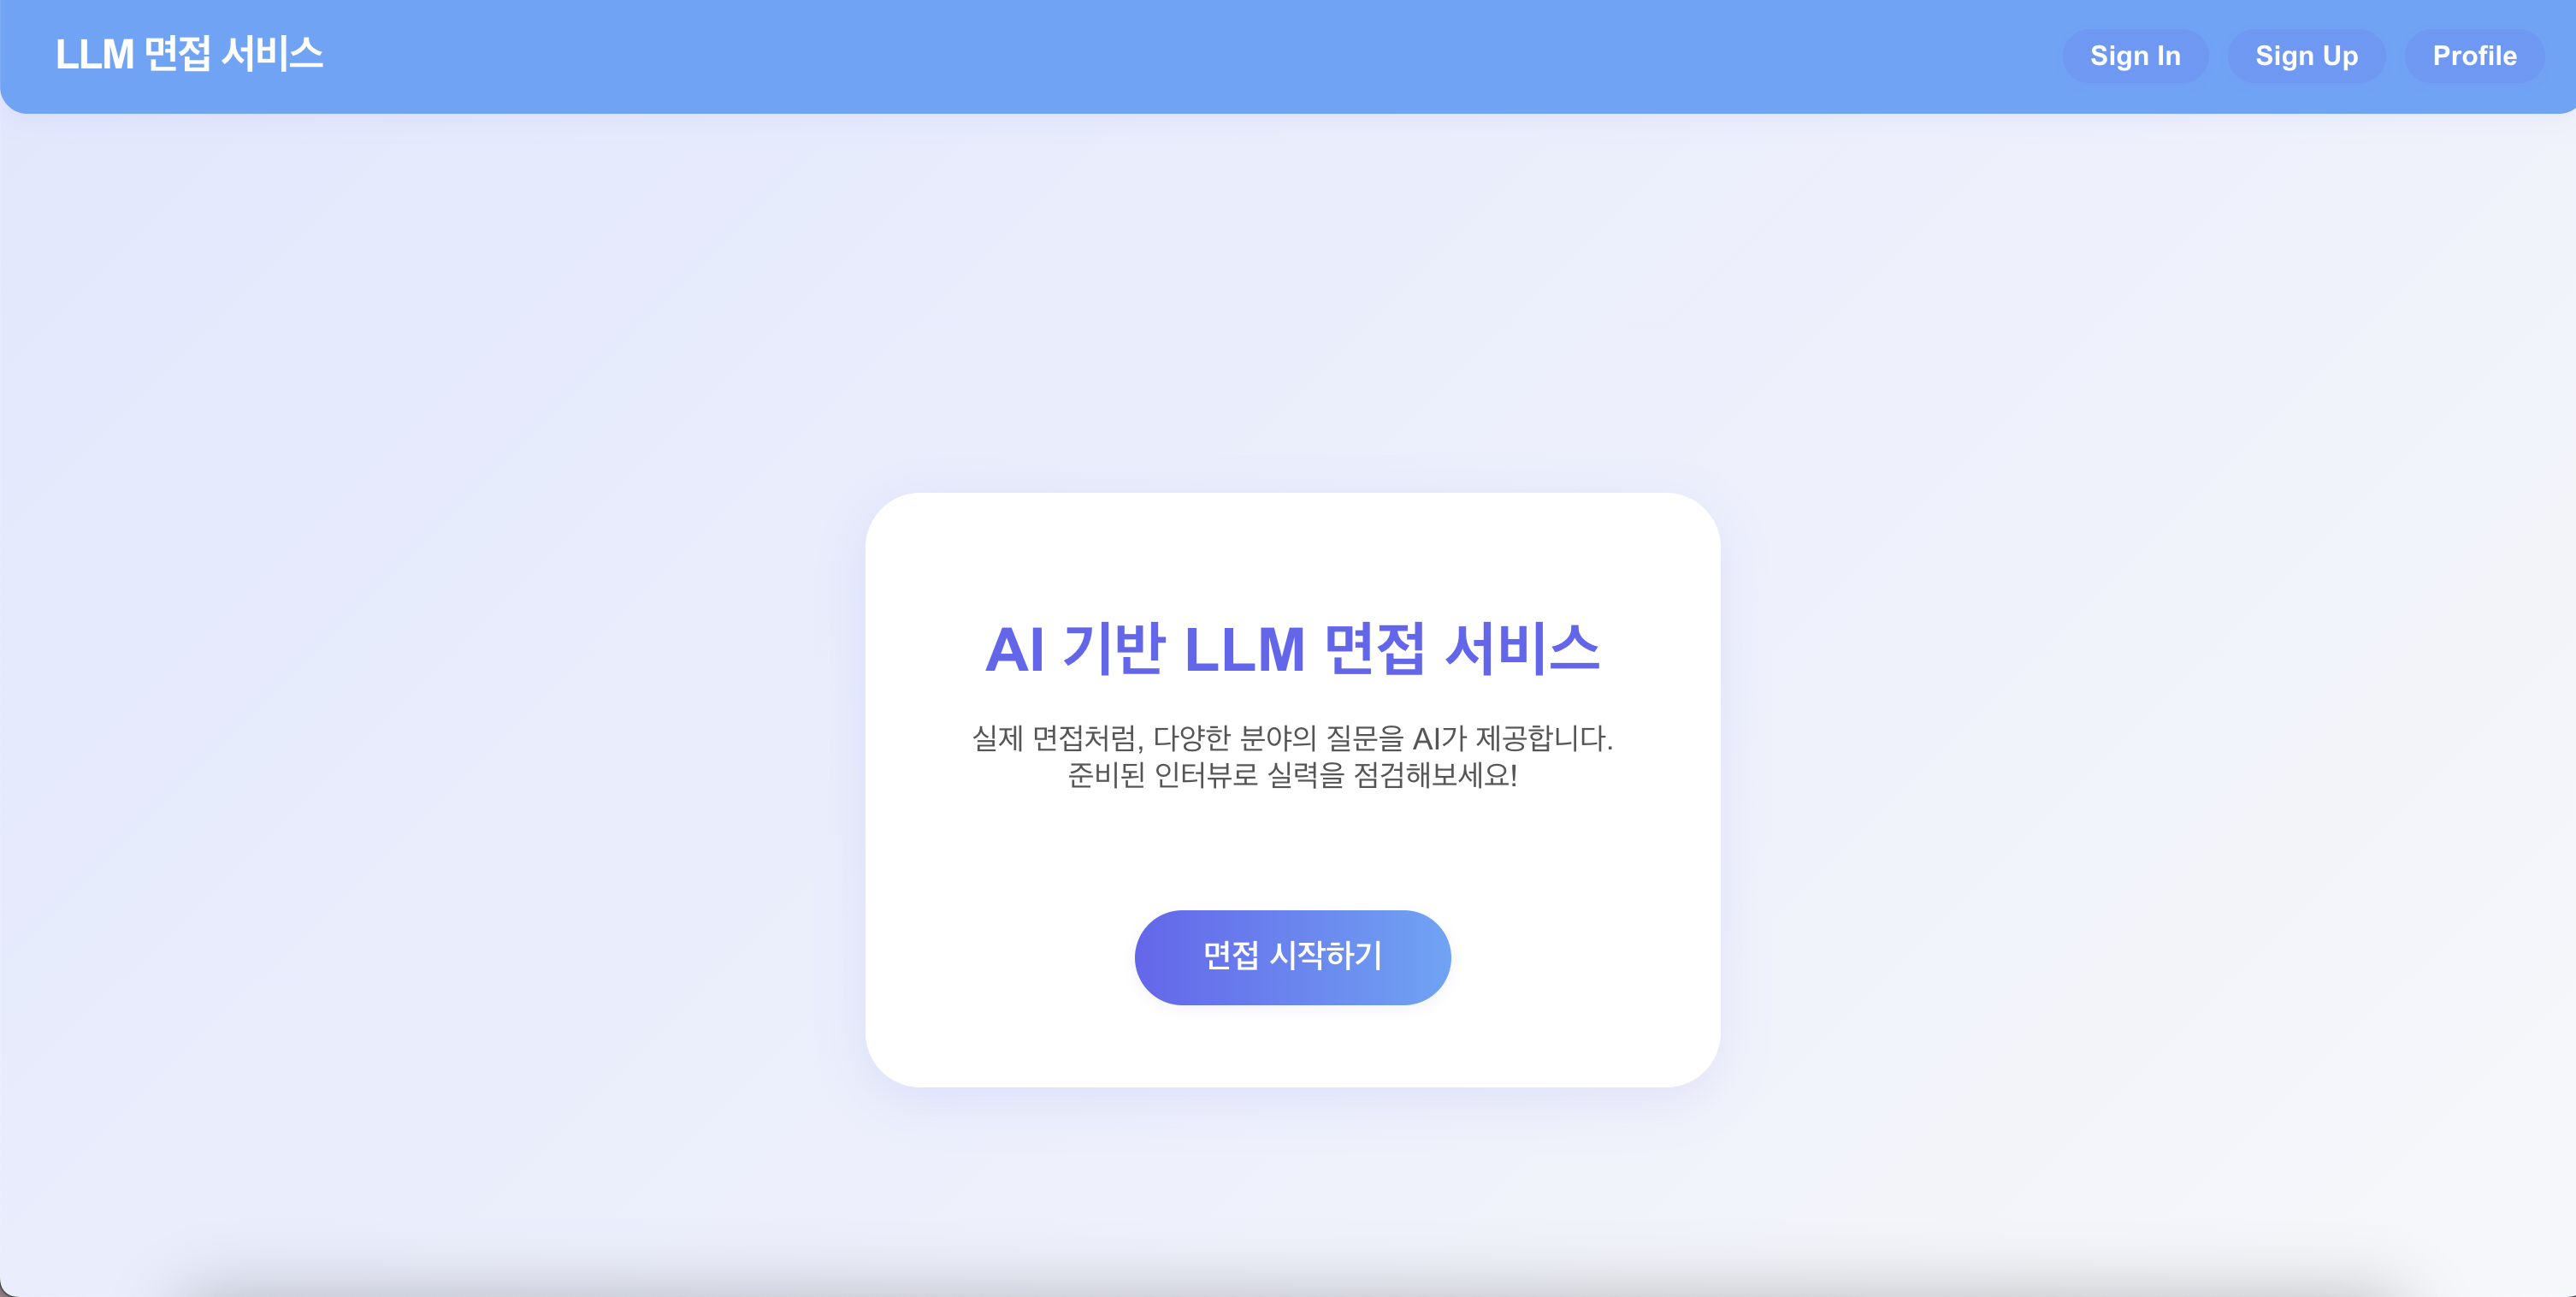 LLM 면접 서비스
Sign In
Sign Up
Profile
AI 기반 LLM 면접 서비스
실제 면접처럼, 다양한 분야의 질문을 AI가 제공합니다.
준비된 인터뷰로 실력을 점검해보세요!
면접 시작하기